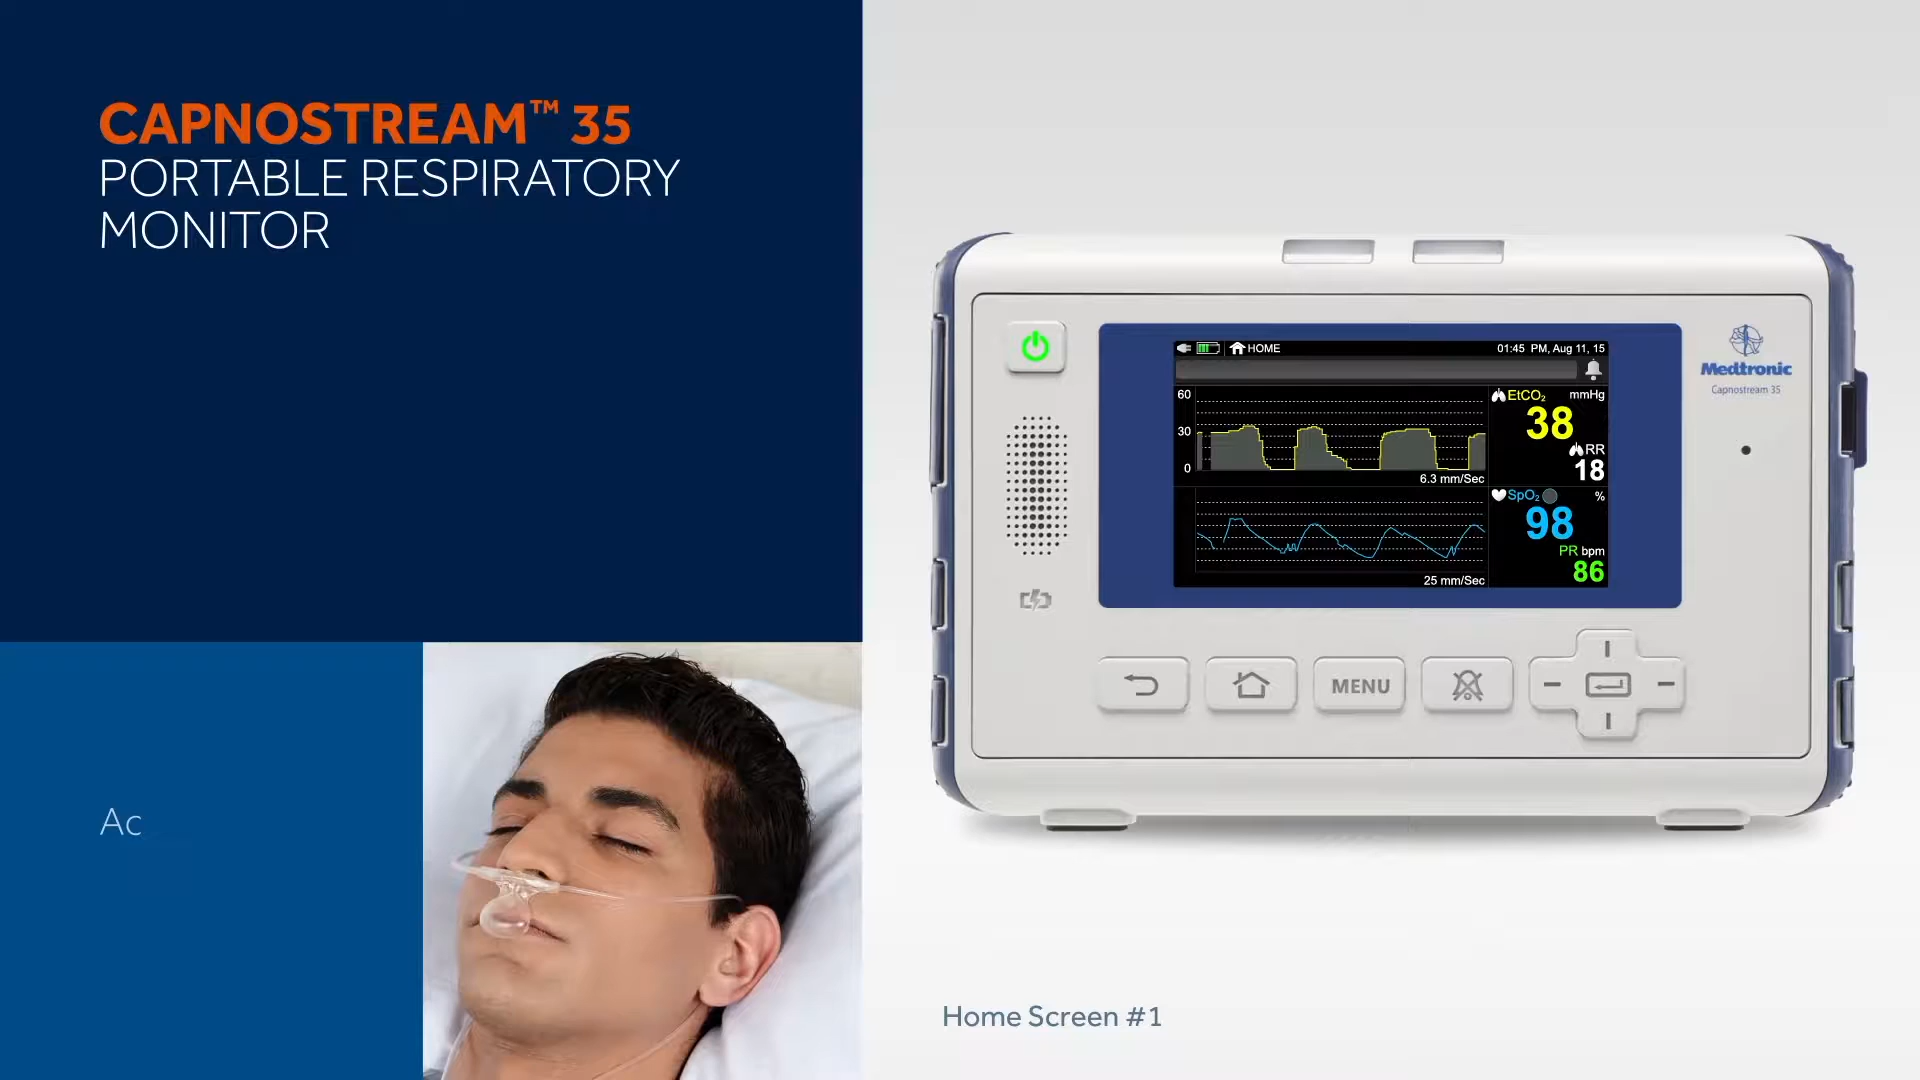 CAPNOSTREAM™ 35
PORTABLE RESPIRATORY
MONITOR
Ac
HOME
01:45 PM, Aug 11, 15
60
30
0
6.3 mm/Sec
EtCO₂ mmHg
38
RR
18
25 mm/Sec
SpO₂ %
98
PR bpm
86
Medtronic
Capnostream 35
MENU
Home Screen #1